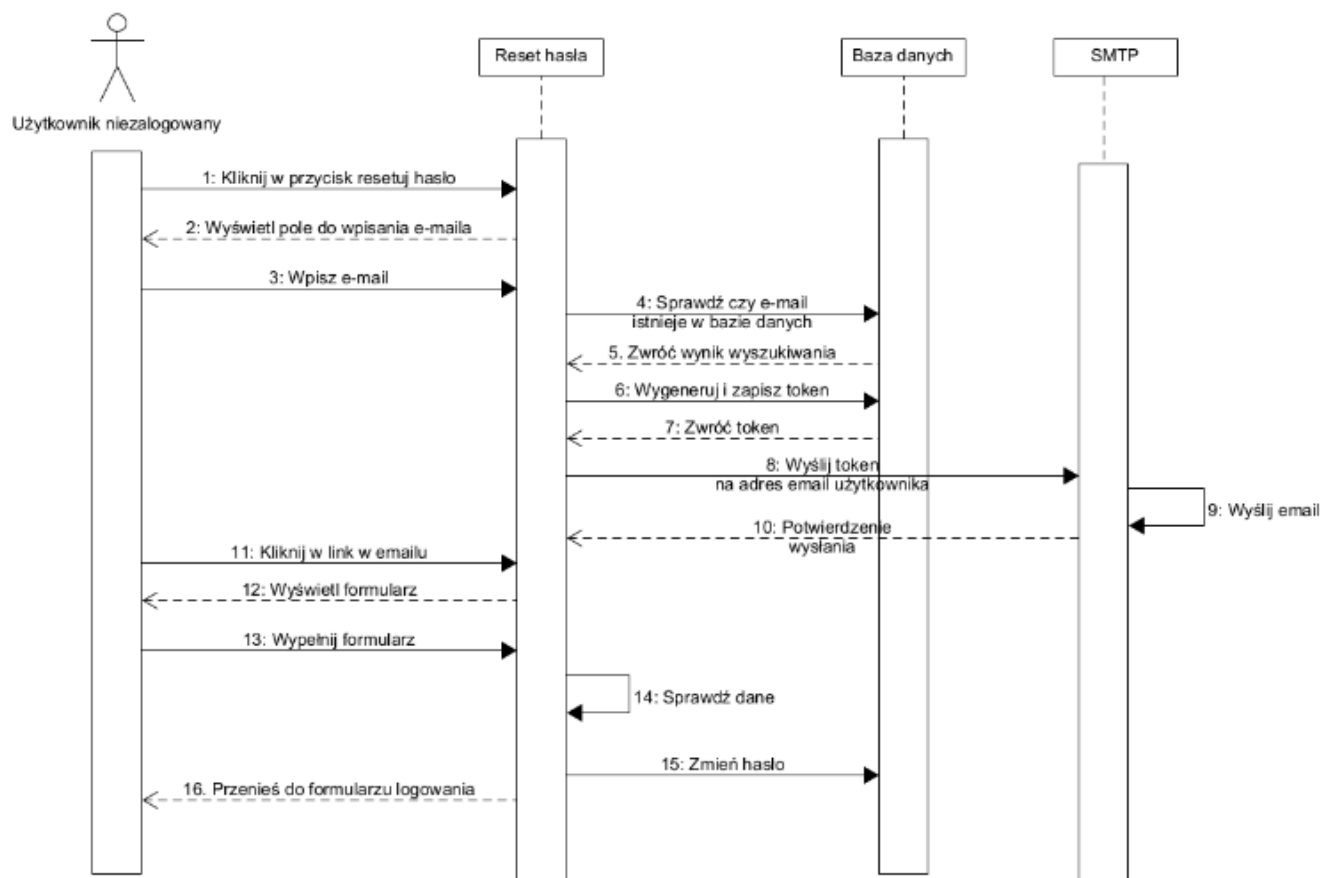 Reset hasła
Baza danych
SMTP
Użytkownik niezalogowany
1: Kliknij w przycisk resetuj hasło
2: Wyświetl pole do wpisania e-maila
3: Wpisz e-mail
4: Sprawdź czy e-mail
istnieje w bazie danych
5. Zwróć wynik wyszukiwania
6: Wygeneruj i zapisz token
7: Zwróć token
8: Wyślij token
na adres email użytkownika
9: Wyślij email
10: Potwierdzenie
wysłania
11: Kliknij w link w emailu
12: Wyświetl formularz
13: Wypełnij formularz
14: Sprawdź dane
15: Zmień hasło
16. Przenieś do formularzu logowania